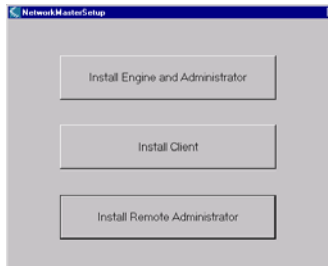 NetworkMasterSetup
Install Engine and Administrator
Install Client
Install Remote Administrator